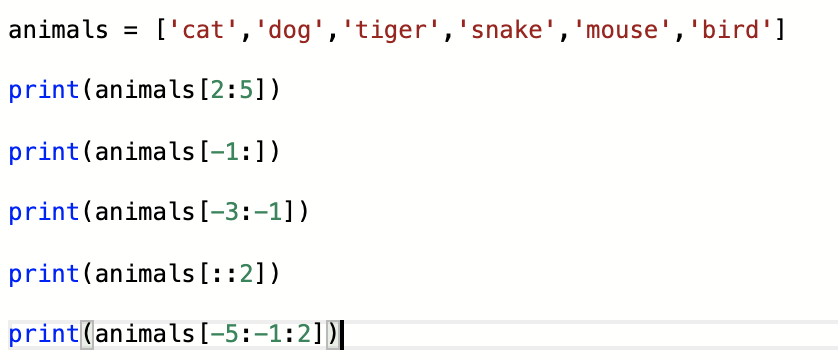 animals = ['cat','dog','tiger','snake','mouse','bird']
print(animals[2:5])
print(animals[-1:])
print(animals[-3:-1])
print(animals[::2])
print(animals[-5:-1:2])